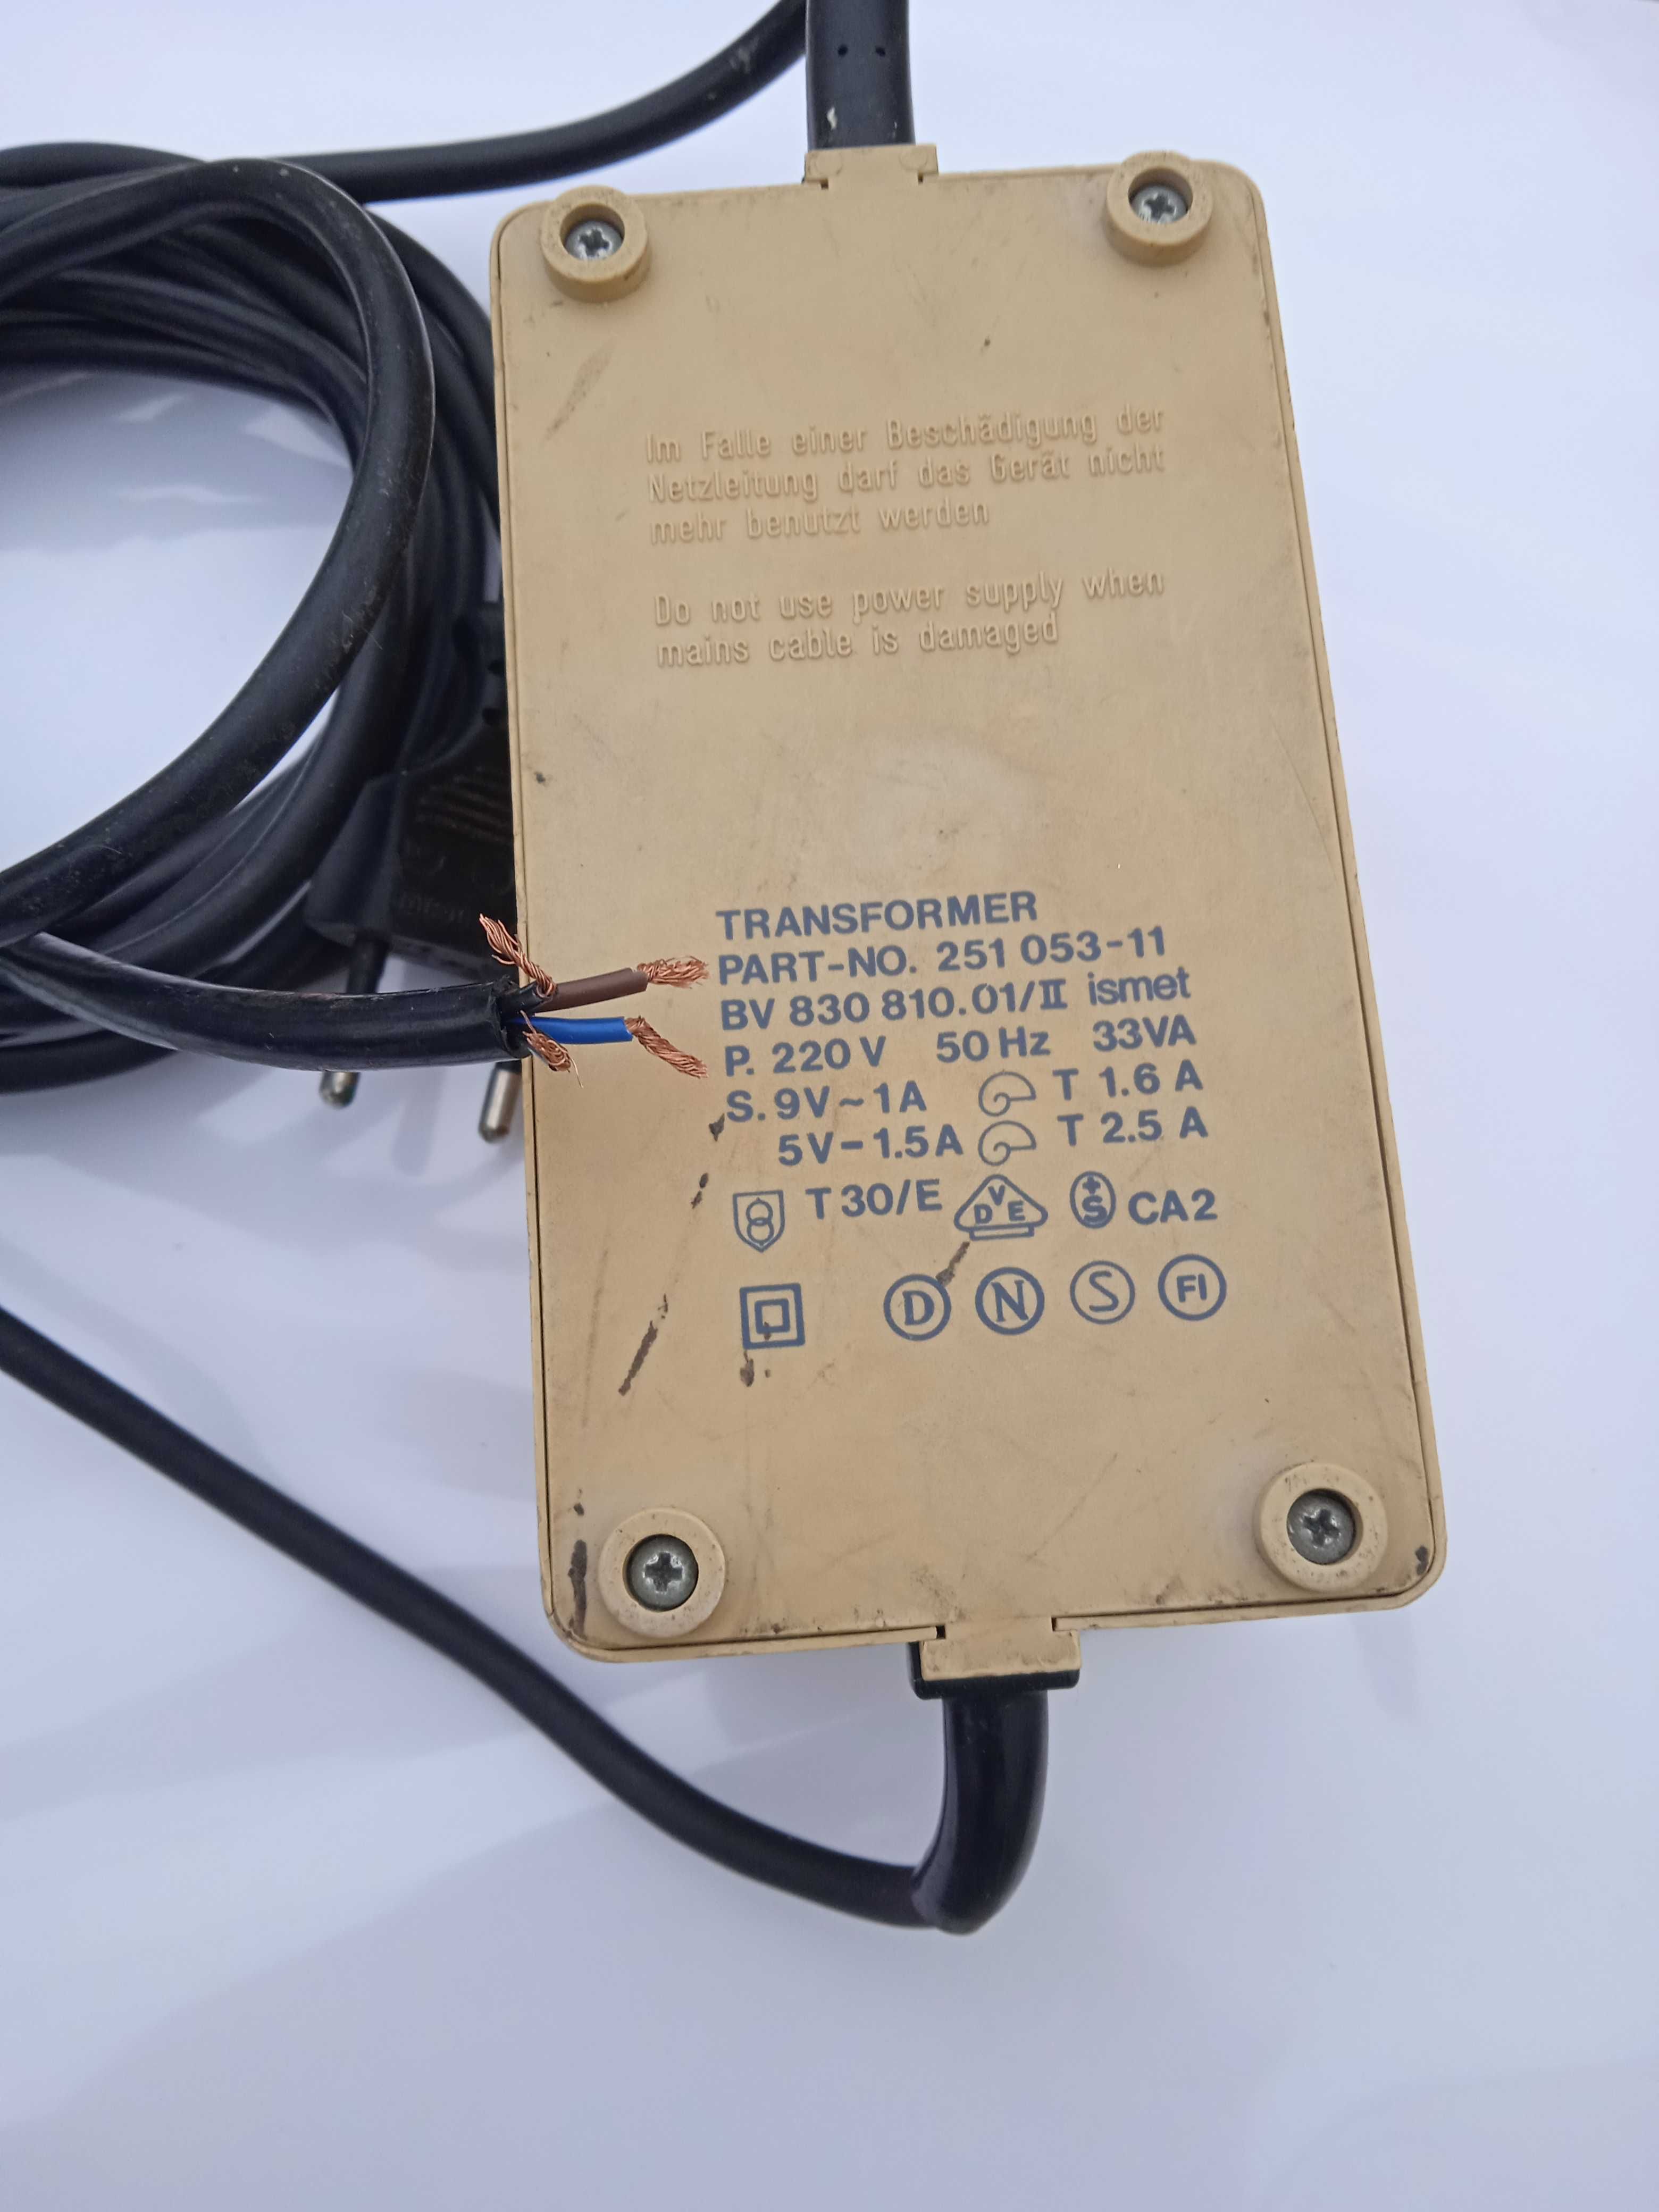 Im Falle einer Beschädigung der
Netzleitung darf das Gerät nicht
mehr benutzt werden
Do not use power supply when
mains cable is damaged
TRANSFORMER
PART-NO. 251 053-11
BV 830 810.01/II ismet
P. 220 V 50 Hz 33VA
S. 9V~1A T 1.6 A
5V-1.5A T 2.5 A
T 30/E DVE +S CA2
D N S FI